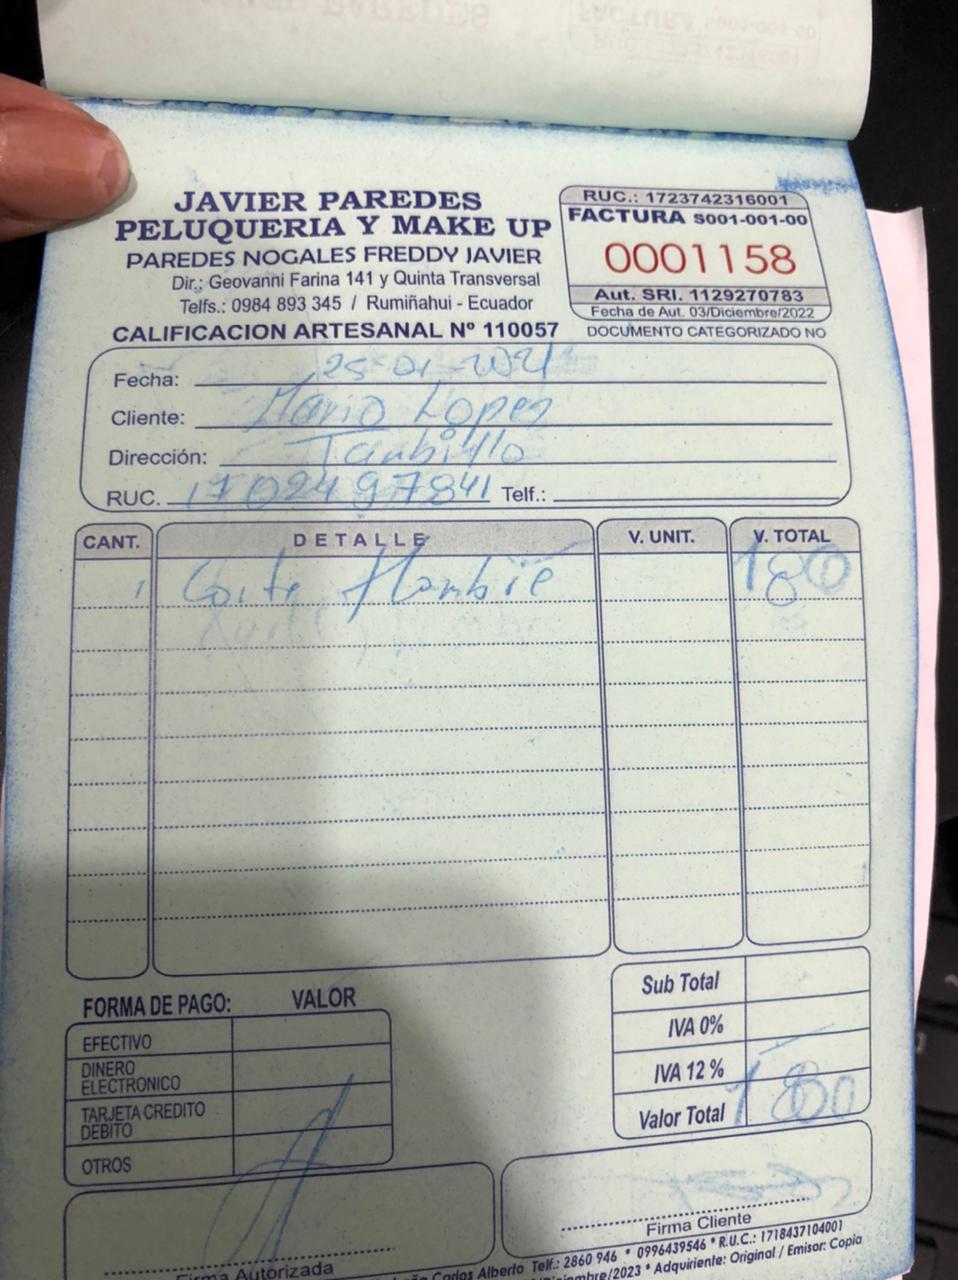 JAVIER PAREDES
PELUQUERIA Y MAKE UP
PAREDES NOGALES FREDDY JAVIER
Dir.: Geovanni Farina 141 y Quinta Transversal
Telfs.: 0984 893 345 / Rumiñahui - Ecuador
CALIFICACION ARTESANAL Nº 110057
RUC.: 1723742316001
FACTURA S001-001-00
0001158
Aut. SRI. 1129270783
Fecha de Aut. 03/Diciembre/2022
DOCUMENTO CATEGORIZADO NO
Fecha: 25-01-2021
Cliente: Mario Lopez
Dirección: Tambillo
RUC. 1702497841 Telf.:
CANT. DETALLE V. UNIT. V. TOTAL
1 Corte Hombre 180
FORMA DE PAGO: VALOR
EFECTIVO
DINERO
ELECTRONICO
TARJETA CREDITO
DEBITO
OTROS
Sub Total
IVA 0%
IVA 12 %
Valor Total 180
Firma Autorizada
Firma Cliente
Carlos Alberto Telf.: 2860 946 * 0996439546 * R.U.C.: 1718437104001
/2023 * Adquiriente: Original / Emisor: Copia